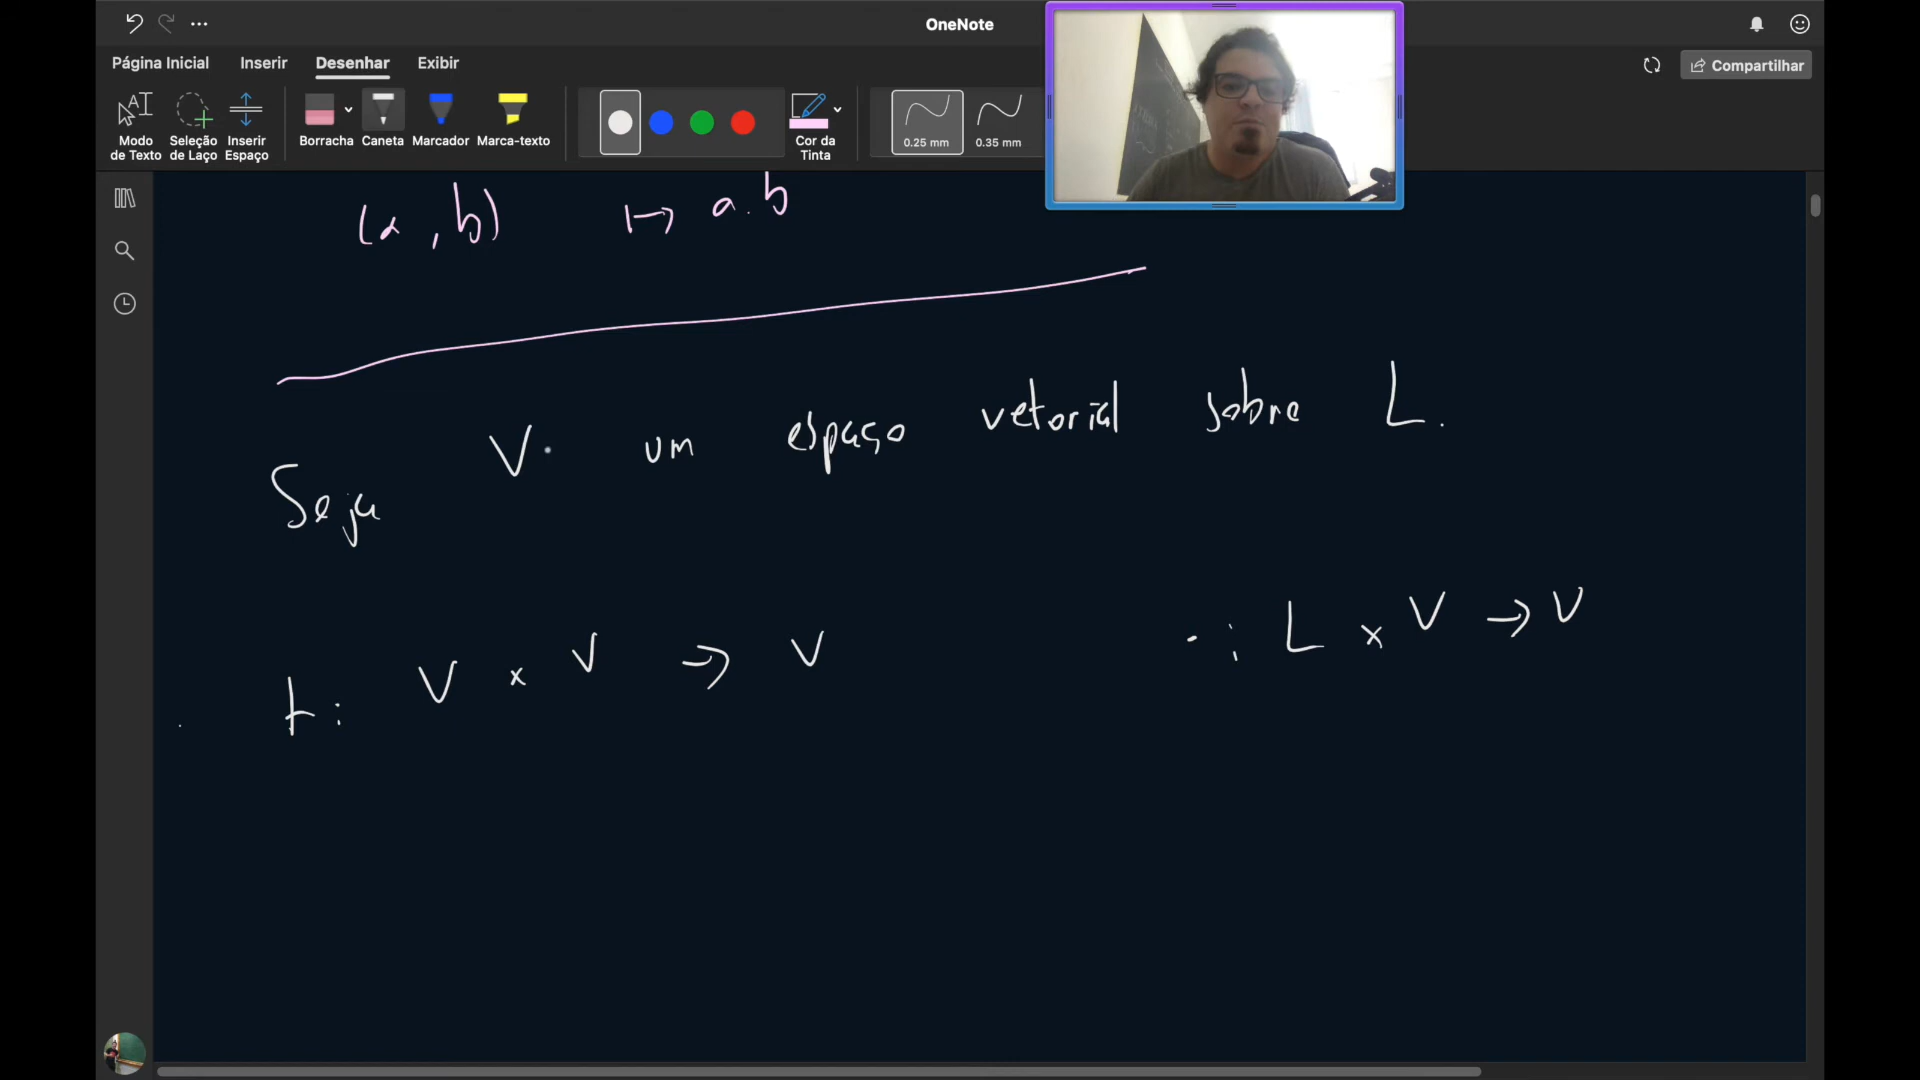 OneNote
Página Inicial Inserir Desenhar Exibir
Compartilhar
Modo de Texto
Seleção de Laço
Inserir Espaço
Borracha
Caneta
Marcador
Marca-texto
Cor da Tinta
0.25 mm
0.35 mm
(a, b) ↦ a.b
Seja V um espaço vetorial sobre L.
+: V × V → V
·: L × V → V